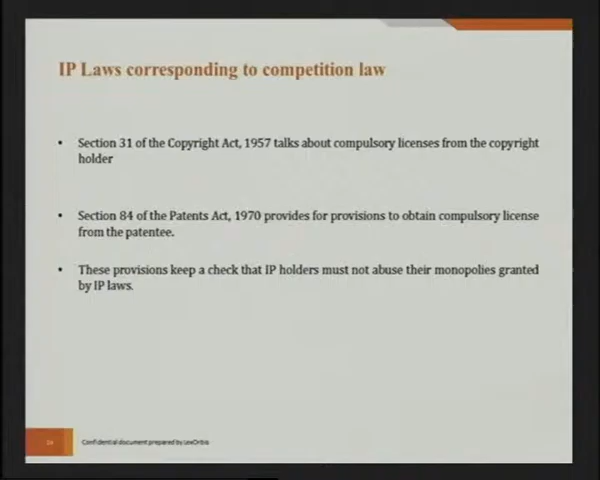 IP Laws corresponding to competition law
• Section 31 of the Copyright Act, 1957 talks about compulsory licenses from the copyright
holder
• Section 84 of the Patents Act, 1970 provides for provisions to obtain compulsory license
from the patentee.
• These provisions keep a check that IP holders must not abuse their monopolies granted
by IP laws.
Confidential document prepared by LexOrbis